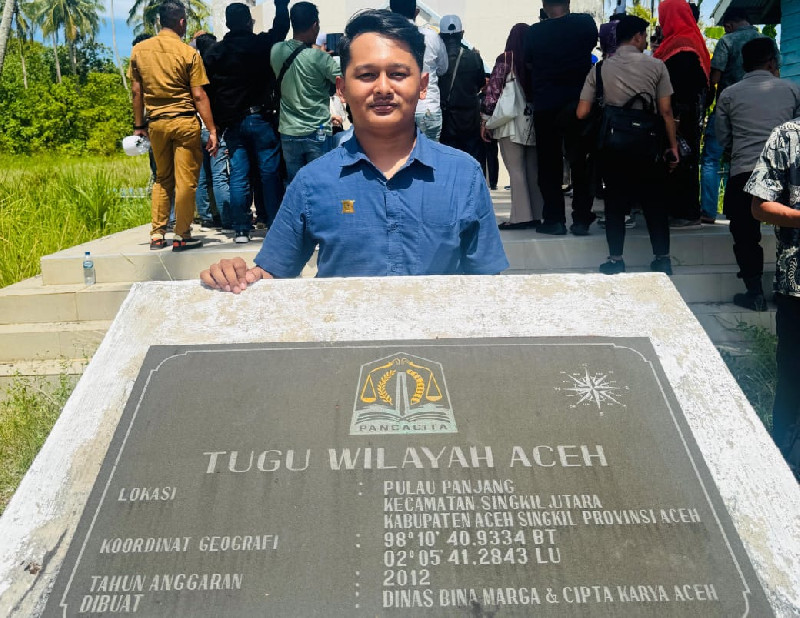 PANCACITA
TUGU WILAYAH ACEH
LOKASI : PULAU PANJANG
KECAMATAN SINGKIL UTARA
KABUPATEN ACEH SINGKIL PROVINSI ACEH
KOORDINAT GEOGRAFI : 98° 10' 40.9334 BT
02° 05' 41.2843 LU
TAHUN ANGGARAN : 2012
DIBUAT : DINAS BINA MARGA & CIPTA KARYA ACEH